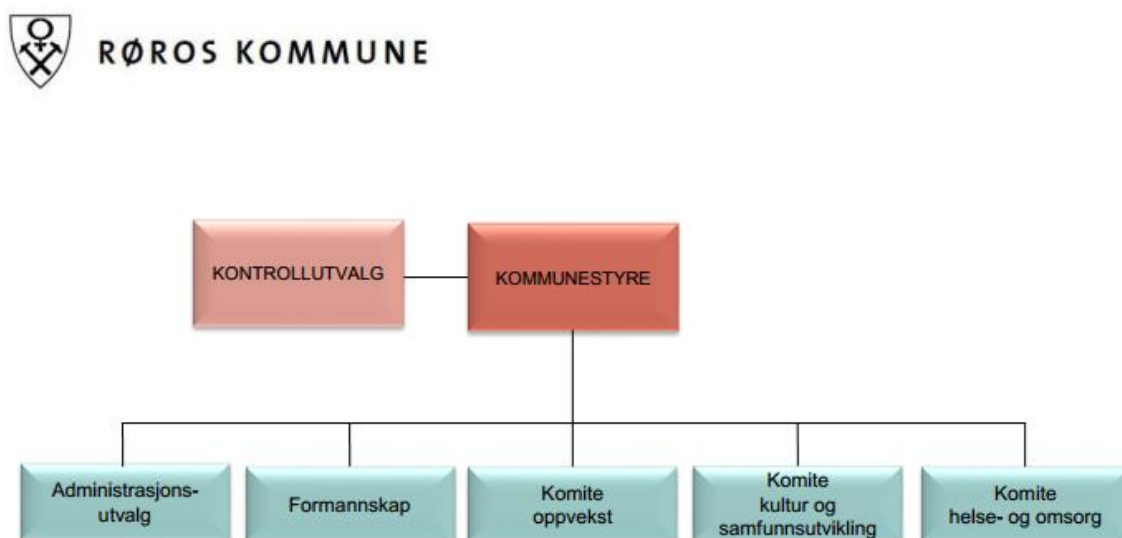 RØROS KOMMUNE
KONTROLLUTVALG
KOMMUNESTYRE
Administrasjons-
utvalg
Formannskap
Komite
oppvekst
Komite
kultur og
samfunnsutvikling
Komite
helse- og omsorg